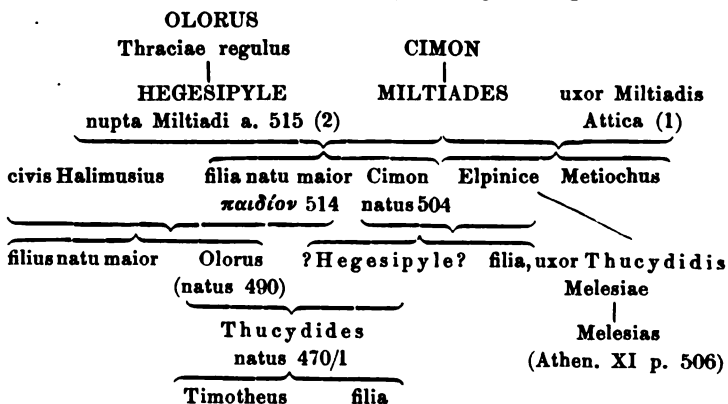 OLORUS
Thraciae regulus CIMON
HEGESIPYLE MILTIADES uxor Miltiadis
nupta Miltiadi a. 515 (2) Attica (1)
civis Halimusius filia natu maior Cimon Elpinice Metiochus
παιδίον 514 natus 504
filius natu maior Olorus ?Hegesipyle? filia, uxor Thucydidis
(natus 490) Melesiae
Thucydides Melesias
natus 470/1 (Athen. XI p. 506)
Timotheus filia